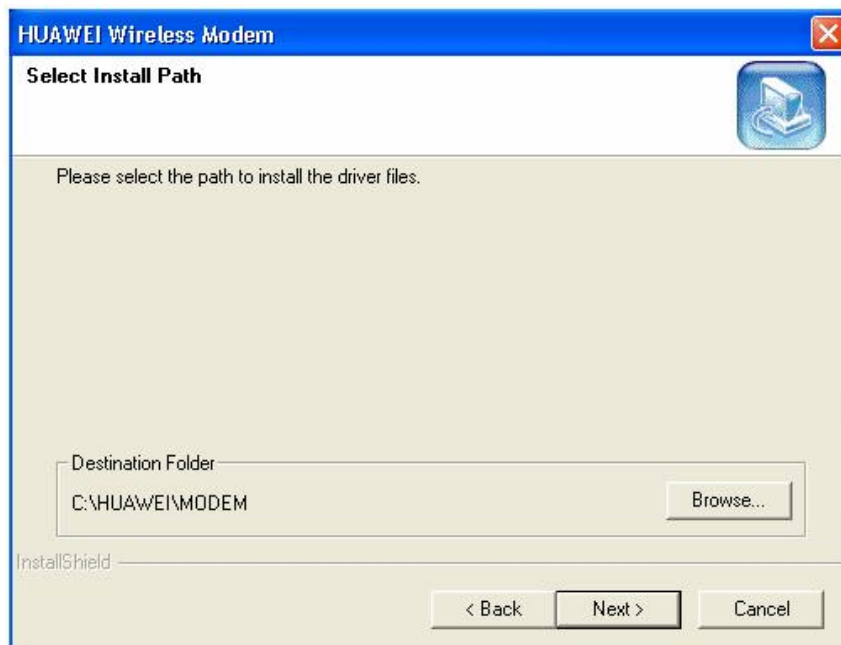 HUAWEI Wireless Modem
Select Install Path
Please select the path to install the driver files.
Destination Folder
C:\HUAWEI\MODEM
Browse...
InstallShield
< Back
Next >
Cancel